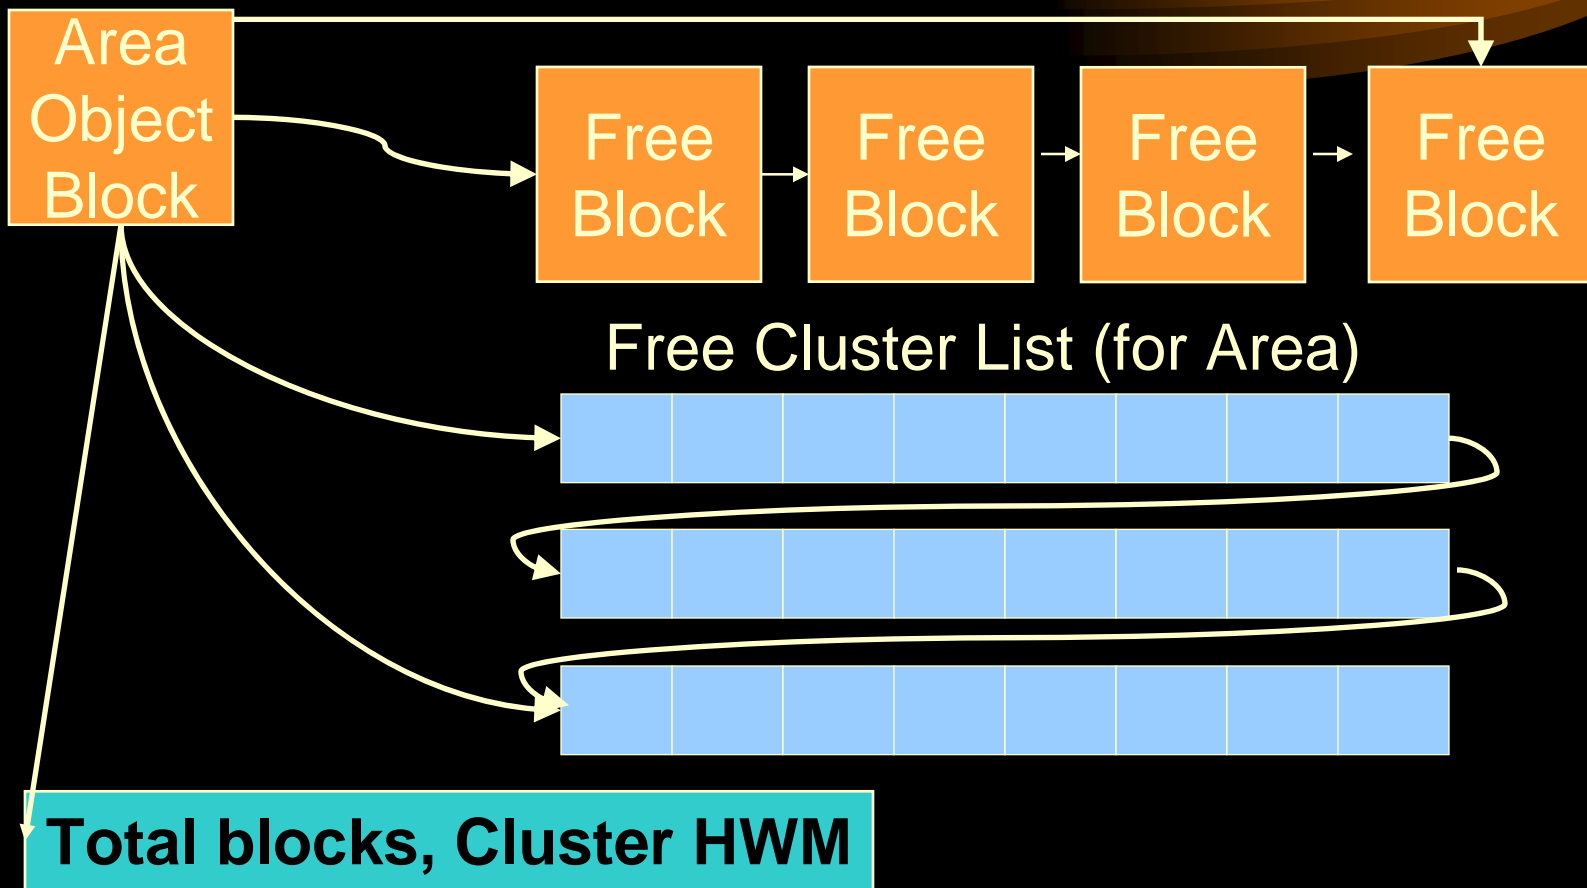 Area
Object
Block
Free
Block
Free
Block
Free
Block
Free
Block
Free Cluster List (for Area)
Total blocks, Cluster HWM